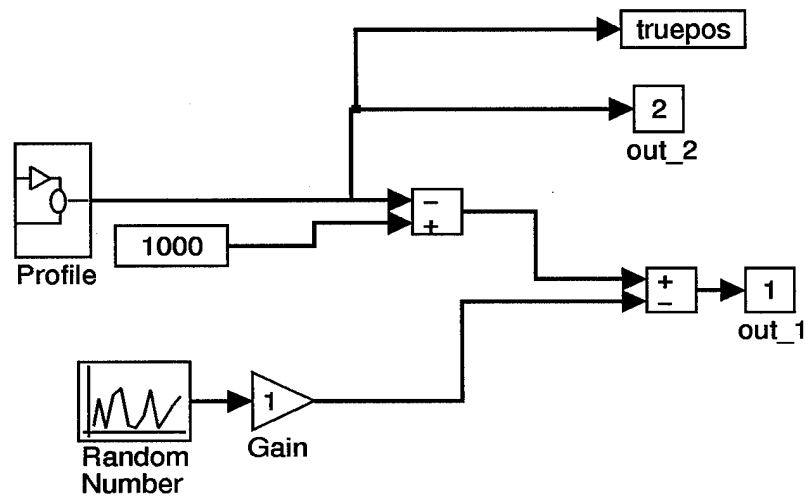 truepos
2
out_2
−
+
1000
Profile
+
−
1
out_1
1
Gain
Random
Number